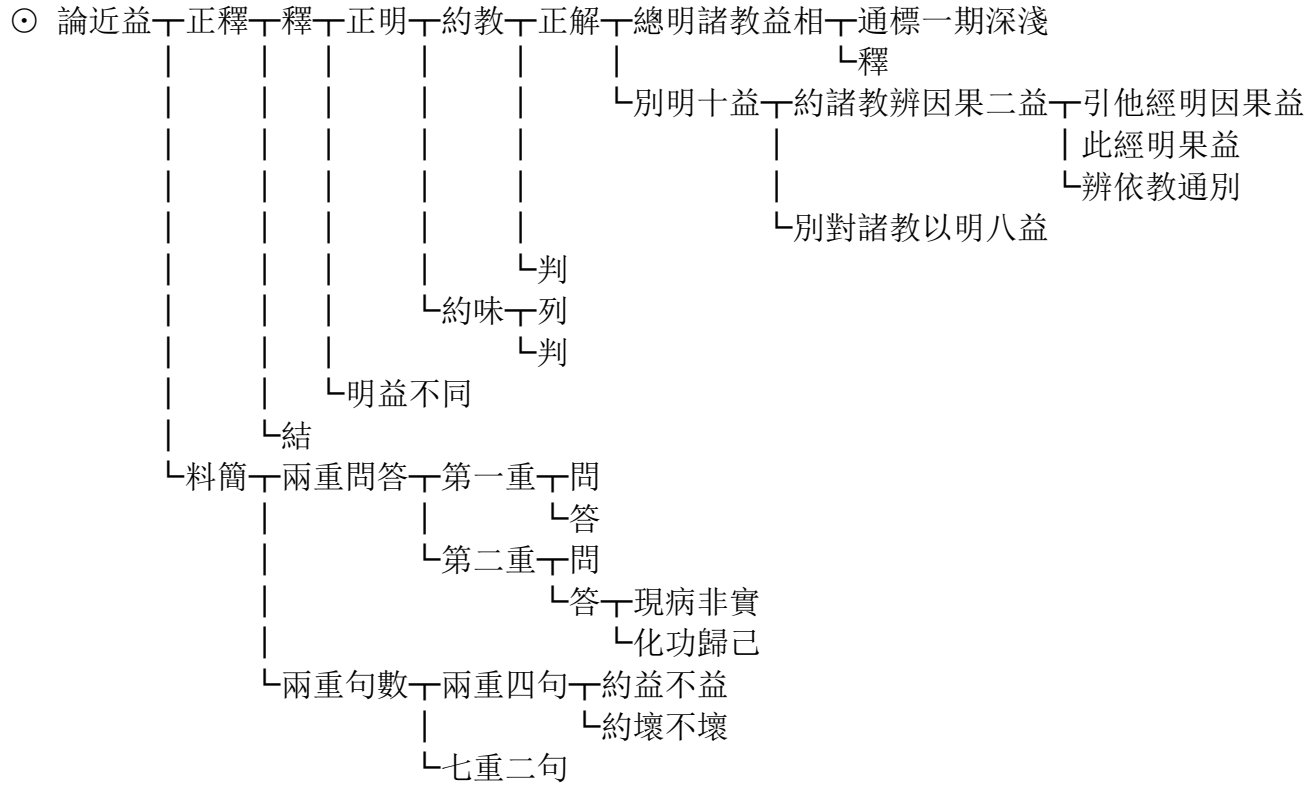 ⊙ 論近益┬正釋┬釋┬正明┬約教┬正解┬總明諸教益相┬通標一期深淺
└釋
└別明十益┬約諸教辨因果二益┬引他經明因果益
│此經明果益
└辨依教通別
└別對諸教以明八益
└判
└約味┬列
└判
└明益不同
└結
└料簡┬兩重問答┬第一重┬問
└答
└第二重┬問
└答┬現病非實
└化功歸己
└兩重句數┬兩重四句┬約益不益
└約壞不壞
└七重二句